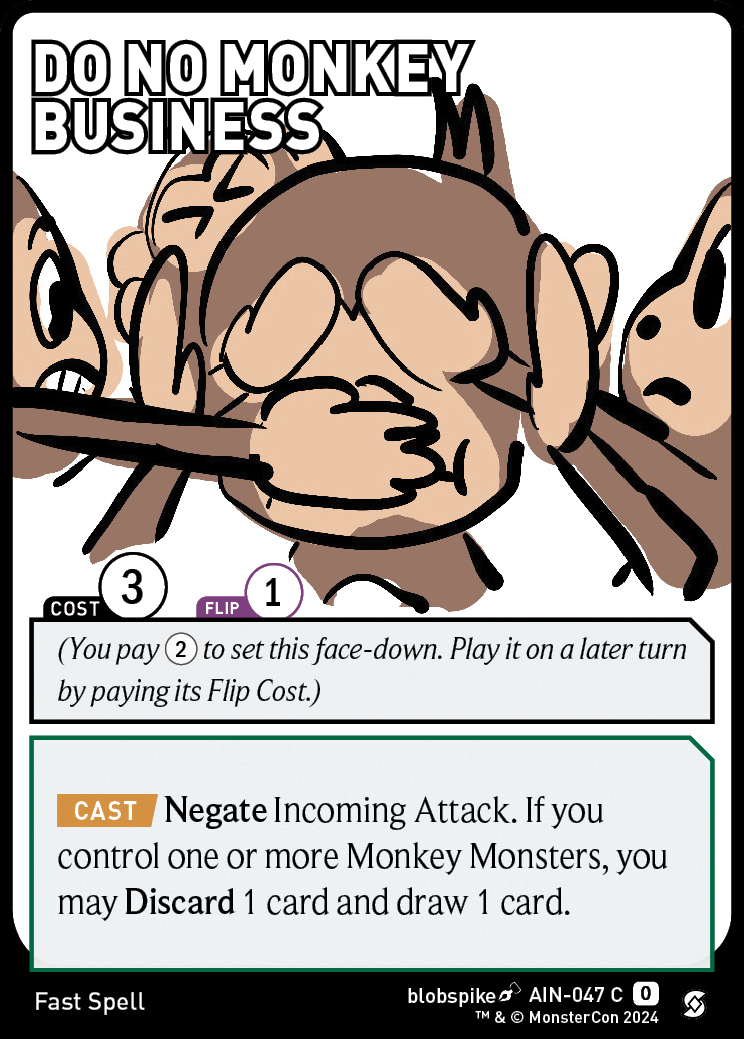 DO NO MONKEY
BUSINESS
COST 3 FLIP 1
(You pay 2 to set this face-down. Play it on a later turn
by paying its Flip Cost.)
CAST Negate Incoming Attack. If you
control one or more Monkey Monsters, you
may Discard 1 card and draw 1 card.
Fast Spell
blobspike AIN-047 C 0
™ & © MonsterCon 2024